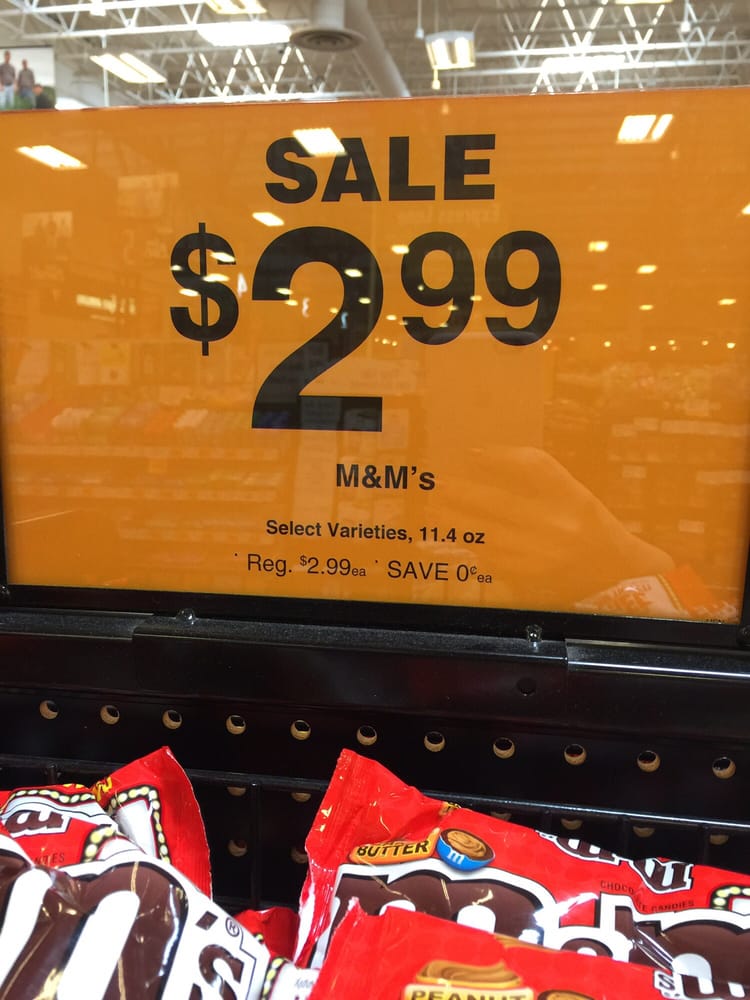 SALE
$2.99
M&M's
Select Varieties, 11.4 oz
Reg. $2.99ea SAVE 0¢ea
BUTTER
m
's®
PEANUT